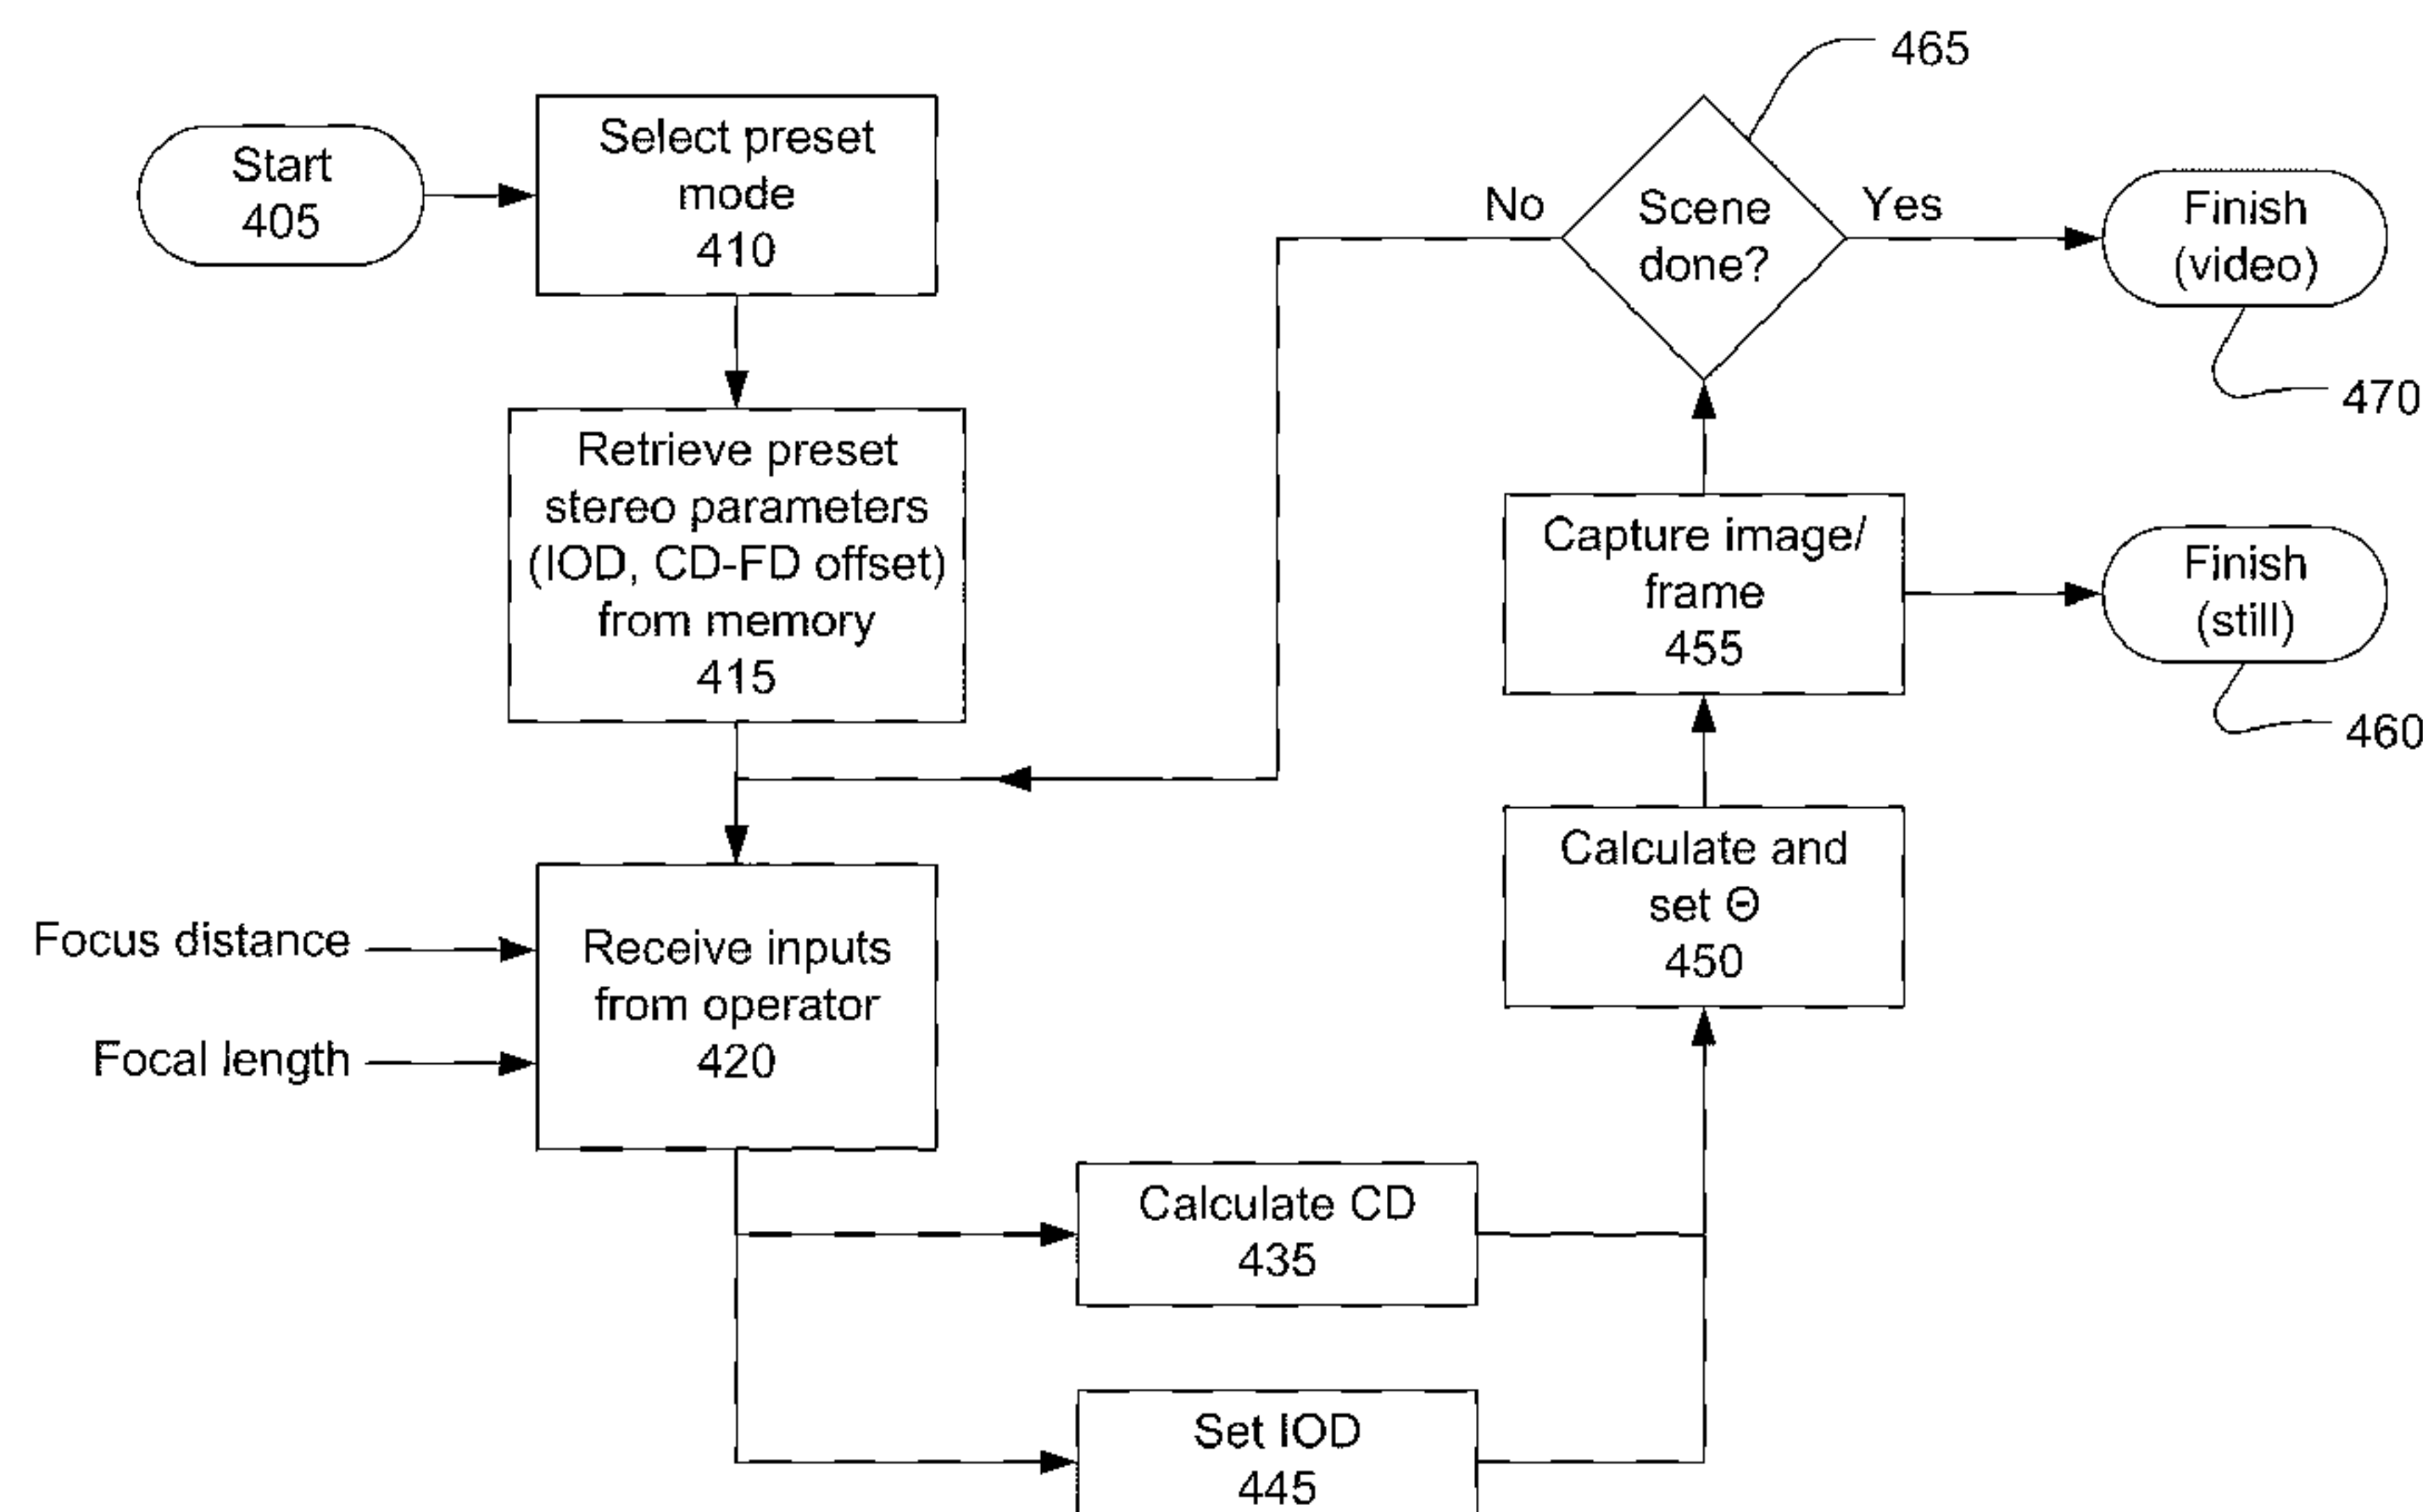 Start
405
Select preset
mode
410
Retrieve preset
stereo parameters
(IOD, CD-FD offset)
from memory
415
Focus distance
Focal length
Receive inputs
from operator
420
Calculate CD
435
Set IOD
445
Calculate and
set Θ
450
Capture image/
frame
455
Finish
(still)
460
Scene
done?
465
No
Yes
Finish
(video)
470